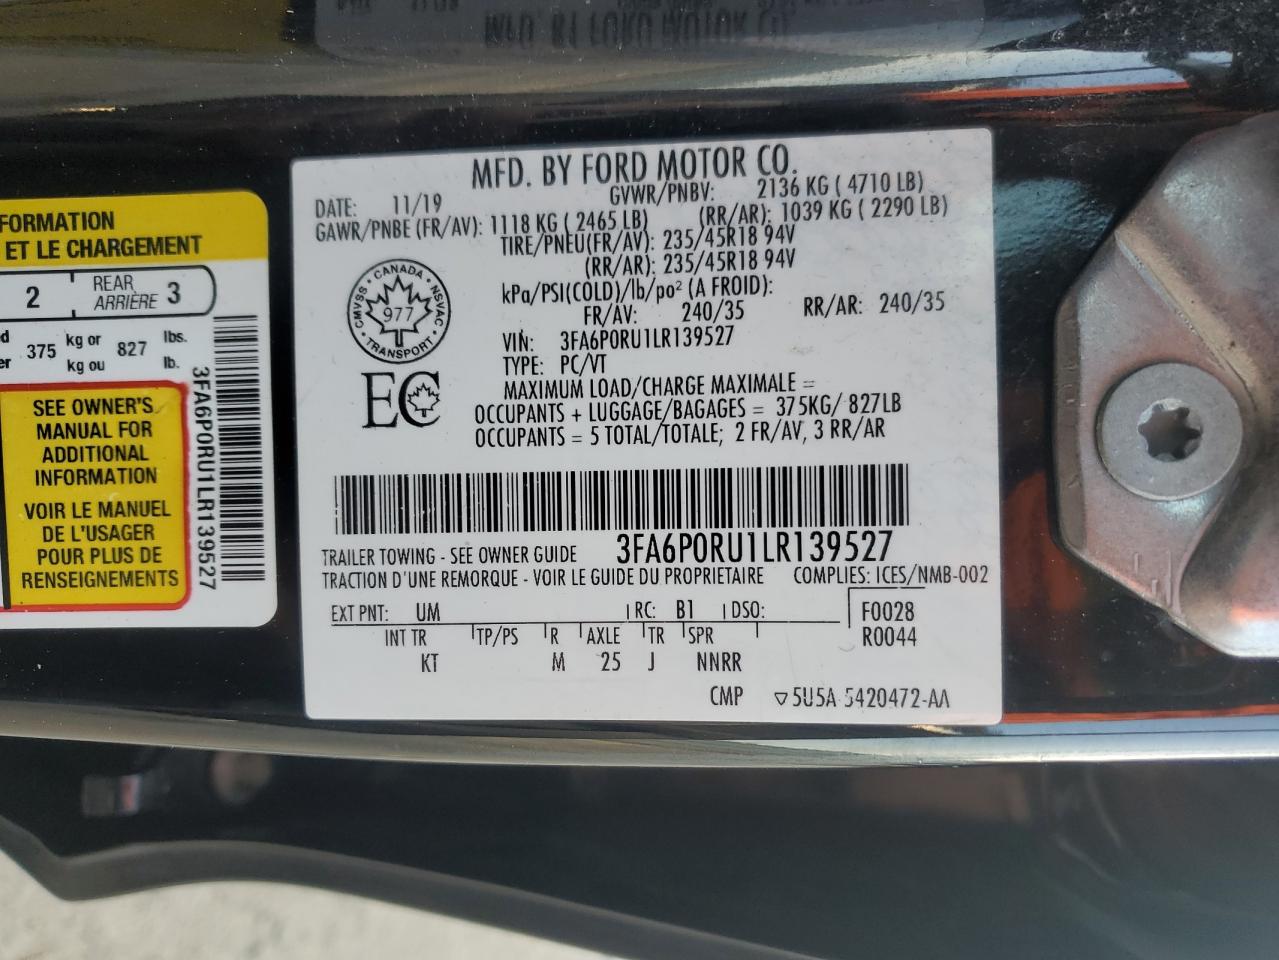 FORMATION
ET LE CHARGEMENT
2 REAR ARRIÈRE 3
375 kg or kg ou 827 lbs. lb.
SEE OWNER'S
MANUAL FOR
ADDITIONAL
INFORMATION
VOIR LE MANUEL
DE L'USAGER
POUR PLUS DE
RENSEIGNEMENTS
3FA6P0RU1LR139527
MFD. BY FORD MOTOR CO.
DATE: 11/19 GVWR/PNBV: 2136 KG ( 4710 LB)
GAWR/PNBE (FR/AV): 1118 KG ( 2465 LB) (RR/AR): 1039 KG ( 2290 LB)
TIRE/PNEU(FR/AV): 235/45R18 94V
(RR/AR): 235/45R18 94V
kPa/PSI(COLD)/lb/po² (A FROID):
FR/AV: 240/35 RR/AR: 240/35
VIN: 3FA6P0RU1LR139527
TYPE: PC/VT
MAXIMUM LOAD/CHARGE MAXIMALE =
OCCUPANTS + LUGGAGE/BAGAGES = 375KG/ 827LB
OCCUPANTS = 5 TOTAL/TOTALE; 2 FR/AV, 3 RR/AR
CANADA
CMVSS NSVAC
977
TRANSPORT
EC
3FA6P0RU1LR139527
TRAILER TOWING - SEE OWNER GUIDE
TRACTION D'UNE REMORQUE - VOIR LE GUIDE DU PROPRIETAIRE COMPLIES: ICES/NMB-002
EXT PNT: UM RC: B1 DSO: F0028
INT TR TP/PS R AXLE TR SPR R0044
KT M 25 J NNRR
CMP ▽5U5A 5420472-AA